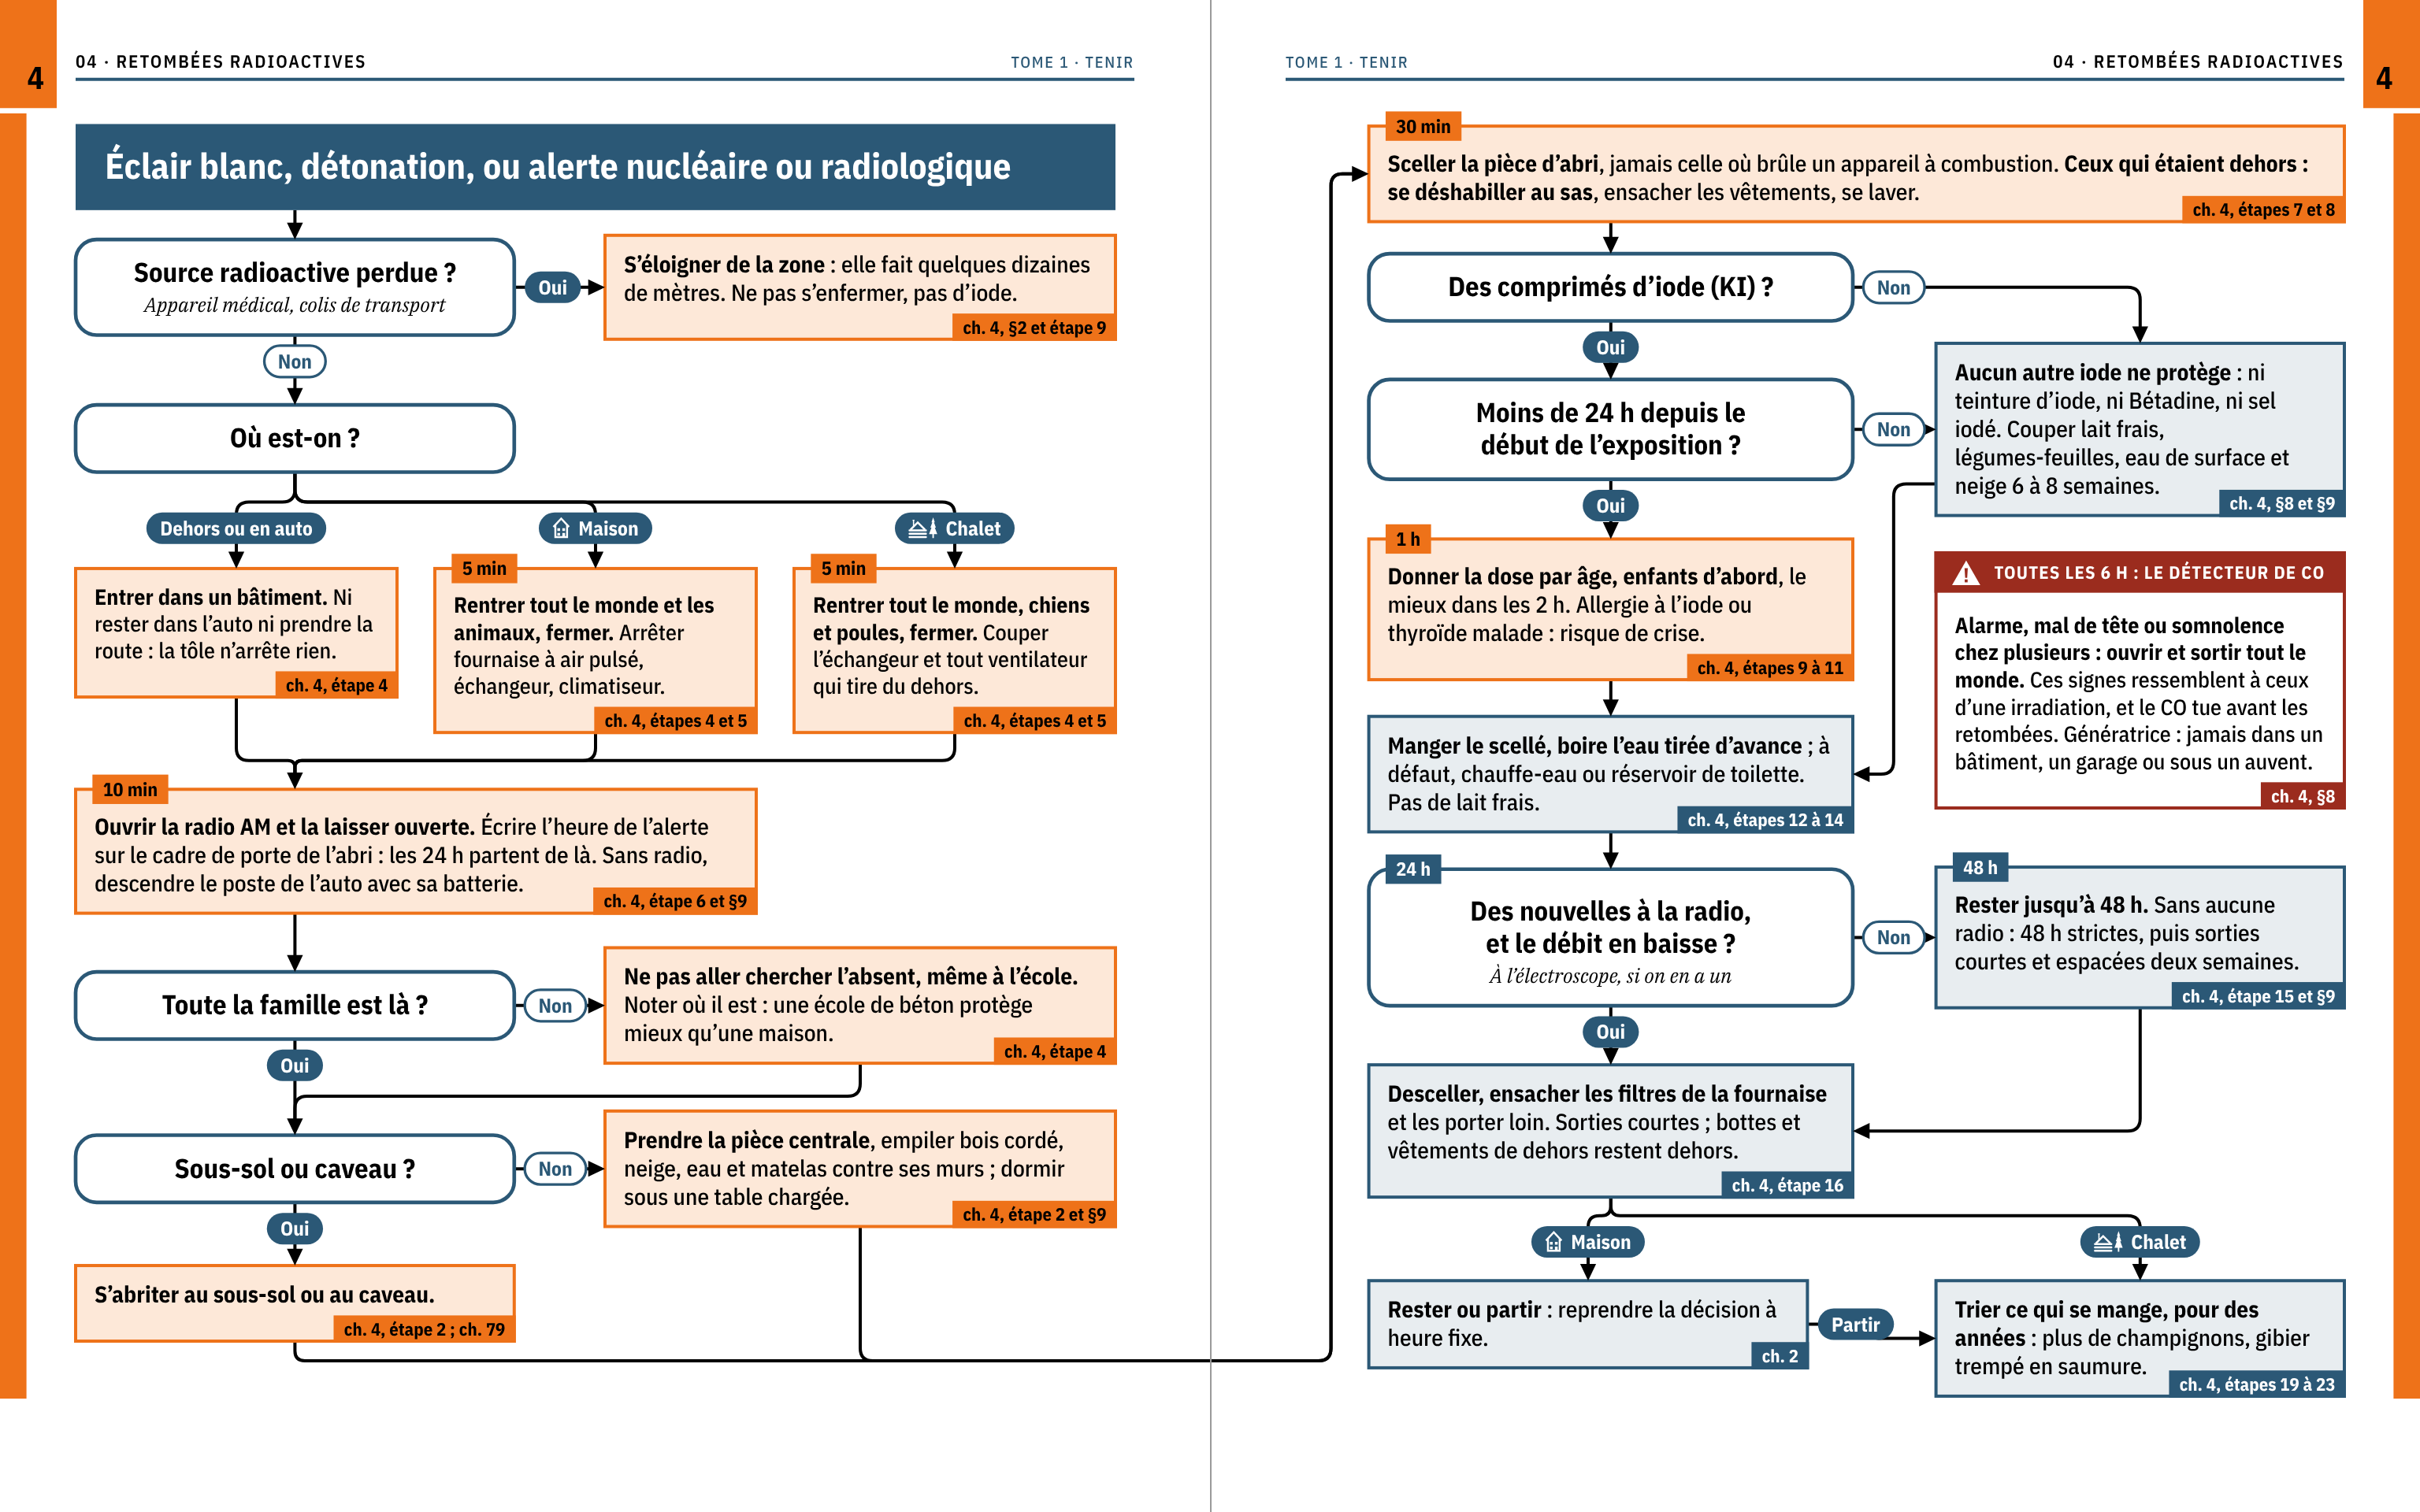 4
04 · RETOMBÉES RADIOACTIVES
TOME 1 · TENIR
Éclair blanc, détonation, ou alerte nucléaire ou radiologique
Source radioactive perdue ?
Appareil médical, colis de transport
Oui
S’éloigner de la zone : elle fait quelques dizaines
de mètres. Ne pas s’enfermer, pas d’iode.
ch. 4, §2 et étape 9
Non
Où est-on ?
Dehors ou en auto
Maison
Chalet
Entrer dans un bâtiment. Ni
rester dans l’auto ni prendre la
route : la tôle n’arrête rien.
ch. 4, étape 4
5 min
Rentrer tout le monde et les
animaux, fermer. Arrêter
fournaise à air pulsé,
échangeur, climatiseur.
ch. 4, étapes 4 et 5
5 min
Rentrer tout le monde, chiens
et poules, fermer. Couper
l’échangeur et tout ventilateur
qui tire du dehors.
ch. 4, étapes 4 et 5
10 min
Ouvrir la radio AM et la laisser ouverte. Écrire l’heure de l’alerte
sur le cadre de porte de l’abri : les 24 h partent de là. Sans radio,
descendre le poste de l’auto avec sa batterie.
ch. 4, étape 6 et §9
Toute la famille est là ?
Non
Ne pas aller chercher l’absent, même à l’école.
Noter où il est : une école de béton protège
mieux qu’une maison.
ch. 4, étape 4
Oui
Sous-sol ou caveau ?
Non
Prendre la pièce centrale, empiler bois cordé,
neige, eau et matelas contre ses murs ; dormir
sous une table chargée.
ch. 4, étape 2 et §9
Oui
S’abriter au sous-sol ou au caveau.
ch. 4, étape 2 ; ch. 79
TOME 1 · TENIR
04 · RETOMBÉES RADIOACTIVES
4
30 min
Sceller la pièce d’abri, jamais celle où brûle un appareil à combustion. Ceux qui étaient dehors :
se déshabiller au sas, ensacher les vêtements, se laver.
ch. 4, étapes 7 et 8
Des comprimés d’iode (KI) ?
Non
Oui
Moins de 24 h depuis le
début de l’exposition ?
Non
Aucun autre iode ne protège : ni
teinture d’iode, ni Bétadine, ni sel
iodé. Couper lait frais,
légumes-feuilles, eau de surface et
neige 6 à 8 semaines.
ch. 4, §8 et §9
Oui
1 h
Donner la dose par âge, enfants d’abord, le
mieux dans les 2 h. Allergie à l’iode ou
thyroïde malade : risque de crise.
ch. 4, étapes 9 à 11
TOUTES LES 6 H : LE DÉTECTEUR DE CO
Alarme, mal de tête ou somnolence
chez plusieurs : ouvrir et sortir tout le
monde. Ces signes ressemblent à ceux
d’une irradiation, et le CO tue avant les
retombées. Génératrice : jamais dans un
bâtiment, un garage ou sous un auvent.
ch. 4, §8
Manger le scellé, boire l’eau tirée d’avance ; à
défaut, chauffe-eau ou réservoir de toilette.
Pas de lait frais.
ch. 4, étapes 12 à 14
24 h
Des nouvelles à la radio,
et le débit en baisse ?
À l’électroscope, si on en a un
Non
48 h
Rester jusqu’à 48 h. Sans aucune
radio : 48 h strictes, puis sorties
courtes et espacées deux semaines.
ch. 4, étape 15 et §9
Oui
Desceller, ensacher les filtres de la fournaise
et les porter loin. Sorties courtes ; bottes et
vêtements de dehors restent dehors.
ch. 4, étape 16
Maison
Chalet
Rester ou partir : reprendre la décision à
heure fixe.
ch. 2
Partir
Trier ce qui se mange, pour des
années : plus de champignons, gibier
trempé en saumure.
ch. 4, étapes 19 à 23